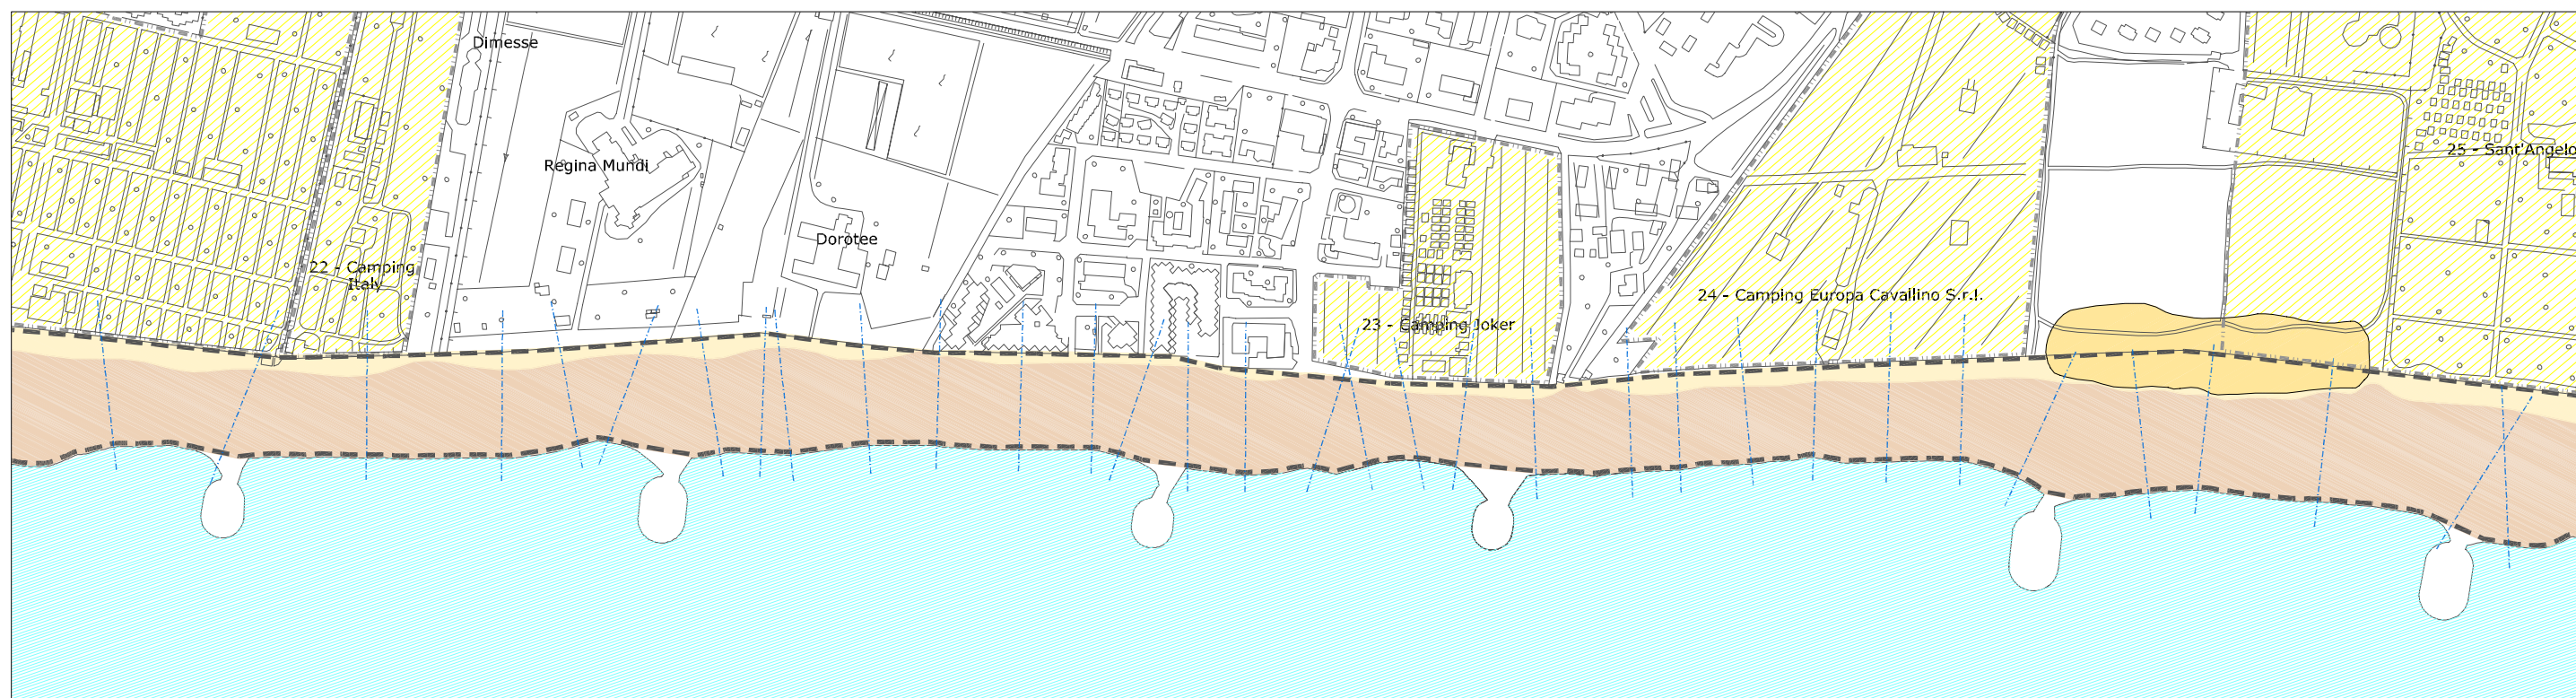 Dimesse
25 - Sant'Angelo
Regina Mundi
Dorotee
22 - Camping
Italy
24 - Camping Europa Cavallino S.r.l.
23 - Camping Joker